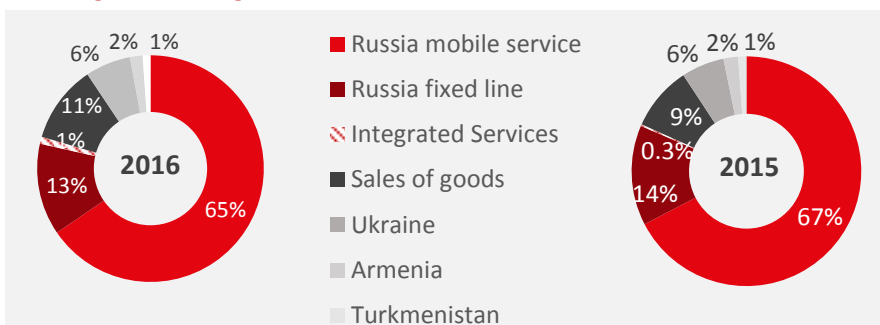 6% 2% 1%
11%
1%
13%
65%
2016
Russia mobile service
Russia fixed line
Integrated Services
Sales of goods
Ukraine
Armenia
Turkmenistan
6% 2% 1%
9%
0.3%
14%
67%
2015